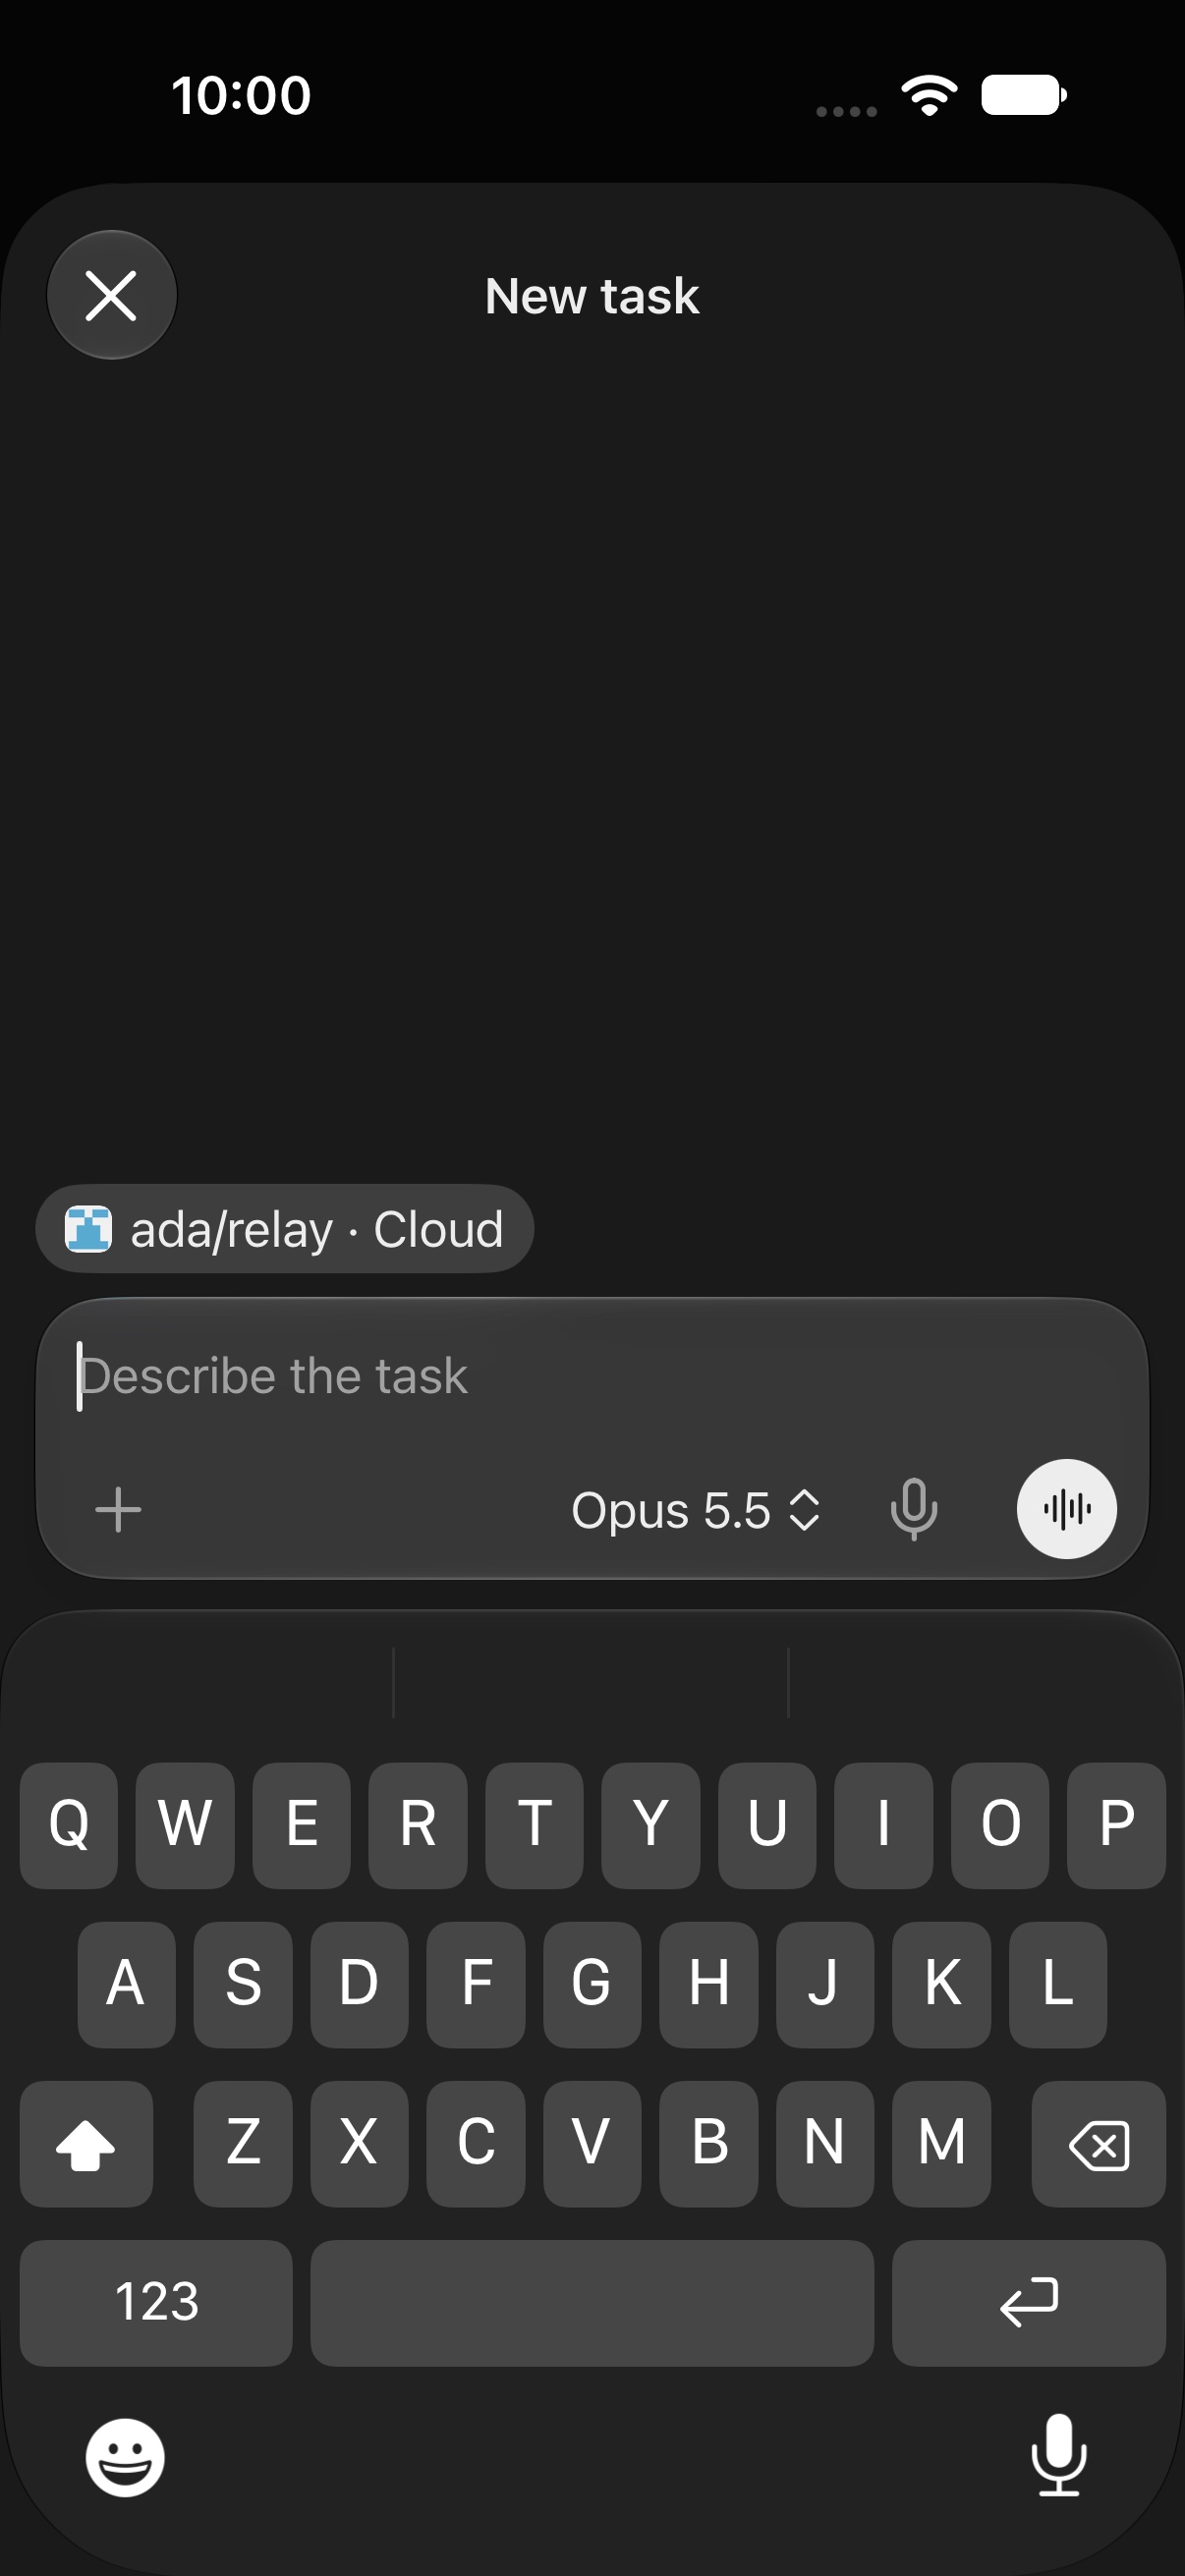 10:00
New task
ada/relay · Cloud
Describe the task
Opus 5.5
Q W E R T Y U I O P
A S D F G H J K L
Z X C V B N M
123